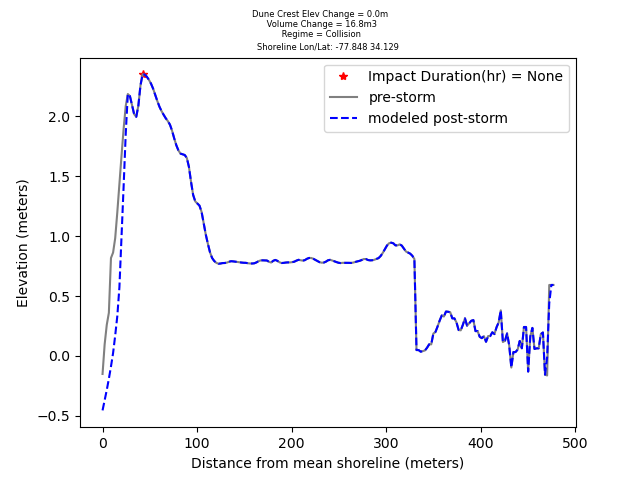 Dune Crest Elev Change = 0.0m
Volume Change = 16.8m3
Regime = Collision
Shoreline Lon/Lat: -77.848 34.129
Impact Duration(hr) = None
pre-storm
modeled post-storm
Elevation (meters)
2.0
1.5
1.0
0.5
0.0
−0.5
0 100 200 300 400 500
Distance from mean shoreline (meters)